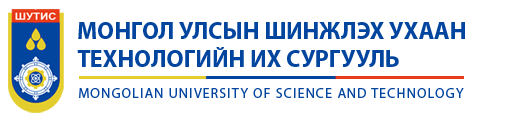 ШУТИС
МОНГОЛ УЛСЫН ШИНЖЛЭХ УХААН
ТЕХНОЛОГИЙН ИХ СУРГУУЛЬ
MONGOLIAN UNIVERSITY OF SCIENCE AND TECHNOLOGY